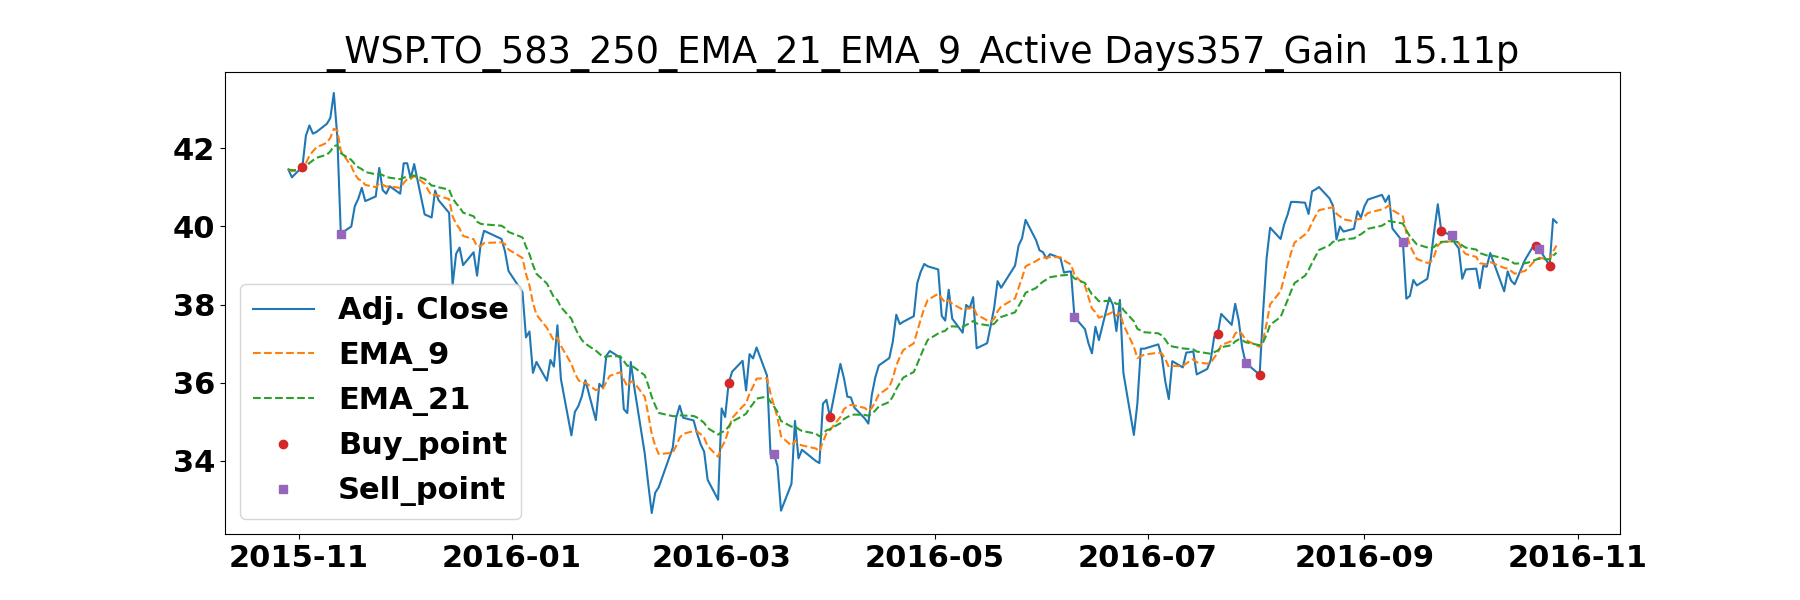 _WSP.TO_583_250_EMA_21_EMA_9_Active Days357_Gain  15.11p
42
40
38
36
34
Adj. Close
EMA_9
EMA_21
Buy_point
Sell_point
2015-11 2016-01 2016-03 2016-05 2016-07 2016-09 2016-11